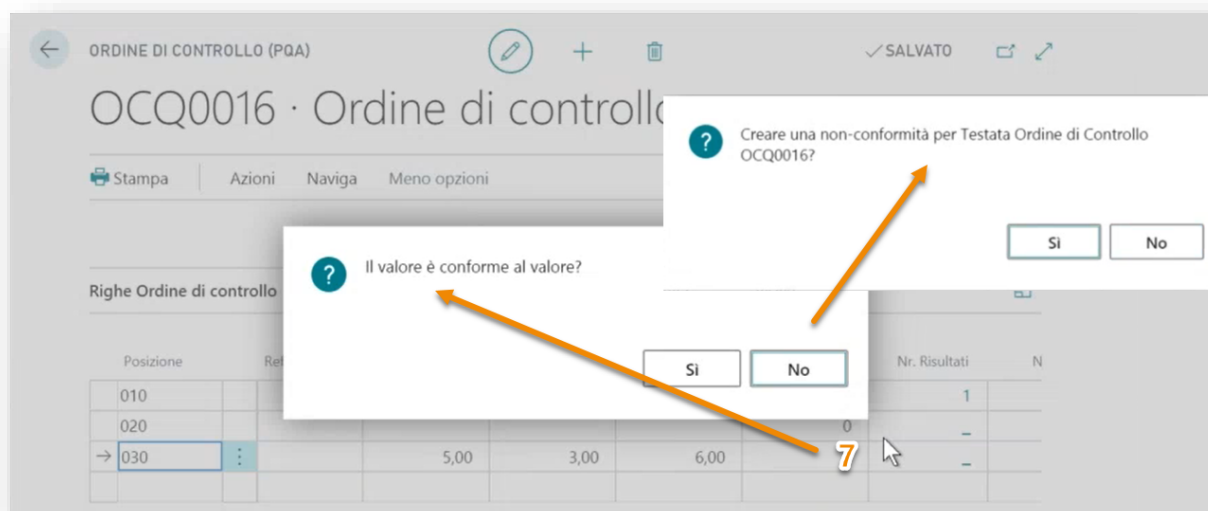 ORDINE DI CONTROLLO (PQA)
✓ SALVATO
OCQ0016 · Ordine di controllo
Creare una non-conformità per Testata Ordine di Controllo
OCQ0016?
Sì No
Stampa Azioni Naviga Meno opzioni
Il valore è conforme al valore?
Sì No
Righe Ordine di controllo
Posizione Nr. Risultati
010 1
020 0 _
030 5,00 3,00 6,00 _
7